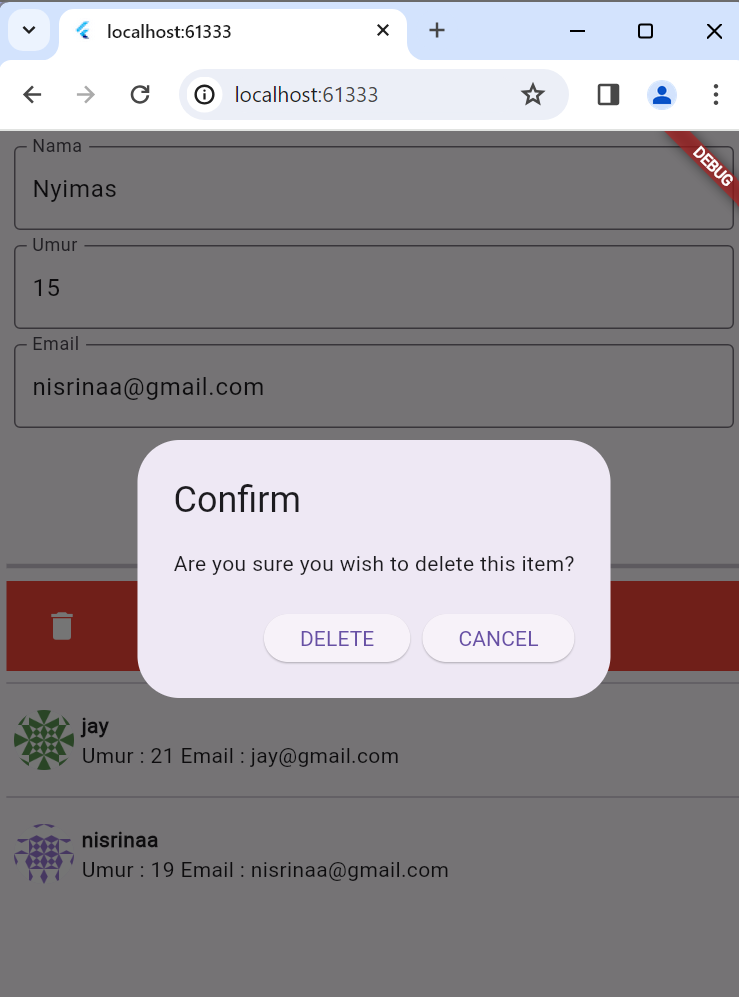 localhost:61333
localhost:61333
DEBUG
Nama
Nyimas
Umur
15
Email
nisrinaa@gmail.com
Confirm
Are you sure you wish to delete this item?
DELETE CANCEL
jay
Umur : 21 Email : jay@gmail.com
nisrinaa
Umur : 19 Email : nisrinaa@gmail.com